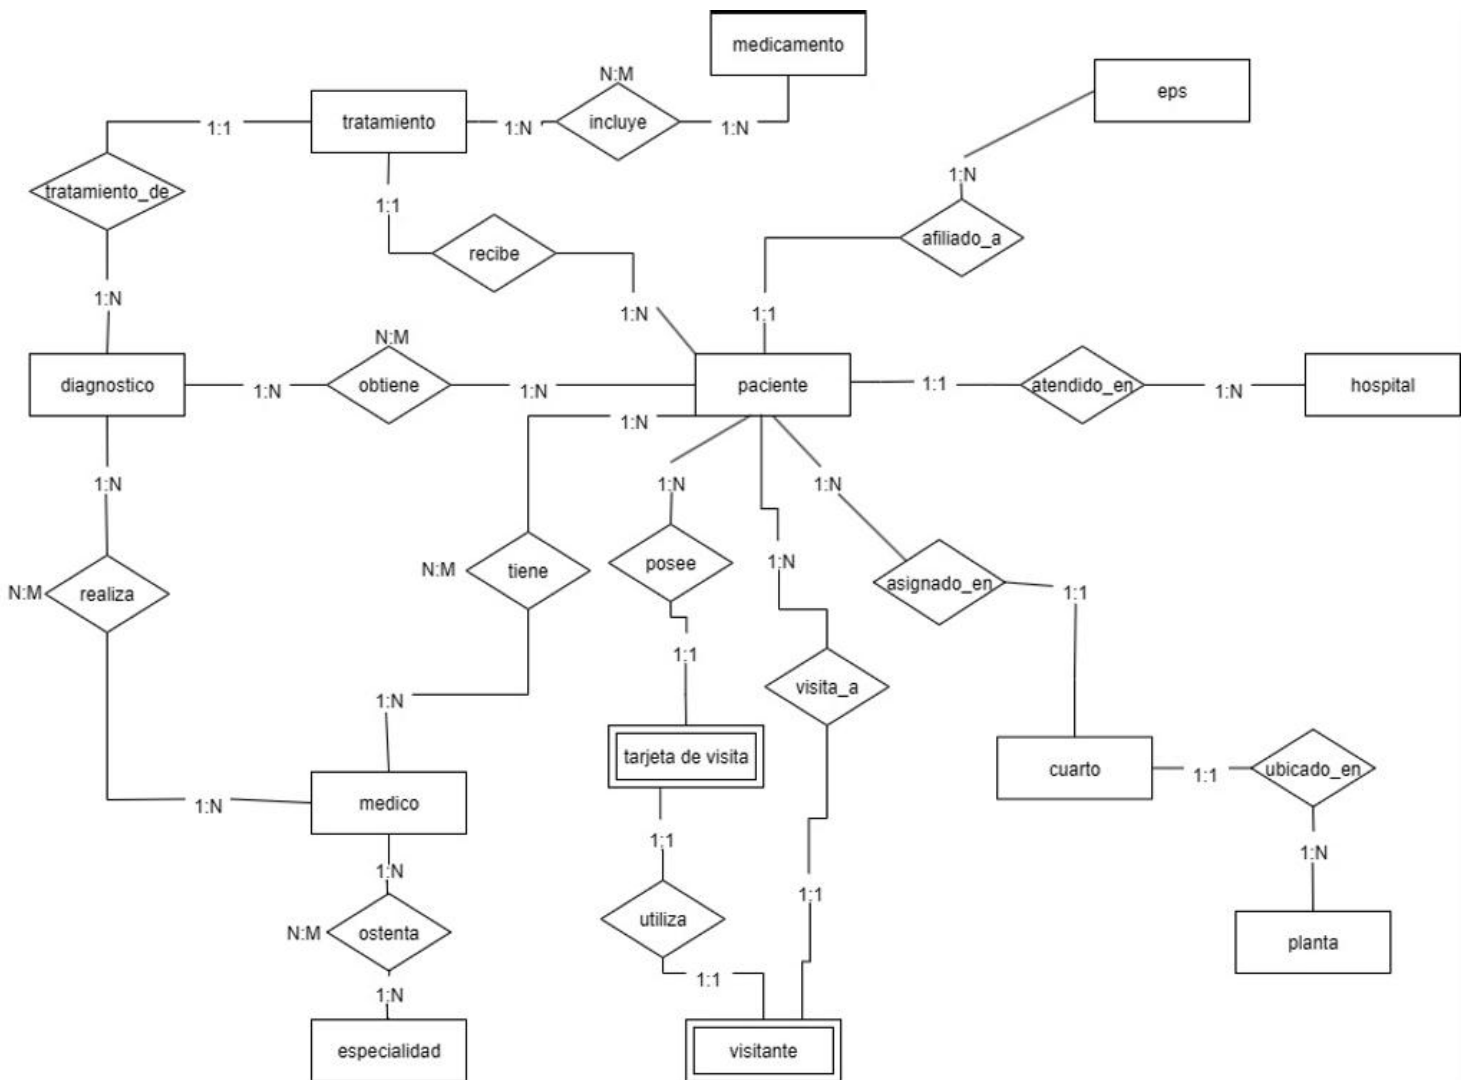 medicamento
N:M
eps
tratamiento
1:N
incluye
1:N
1:1
1:N
tratamiento_de
1:1
afiliado_a
recibe
1:N
1:N
1:1
N:M
diagnostico
1:N
obtiene
1:N
paciente
1:1
atendido_en
1:N
hospital
1:N
1:N
1:N
1:N
N:M
tiene
posee
1:N
asignado_en
N:M
realiza
1:1
1:1
visita_a
1:N
tarjeta de visita
cuarto
1:1
ubicado_en
1:N
medico
1:1
1:N
1:N
1:1
N:M
ostenta
utiliza
planta
1:N
1:1
especialidad
visitante